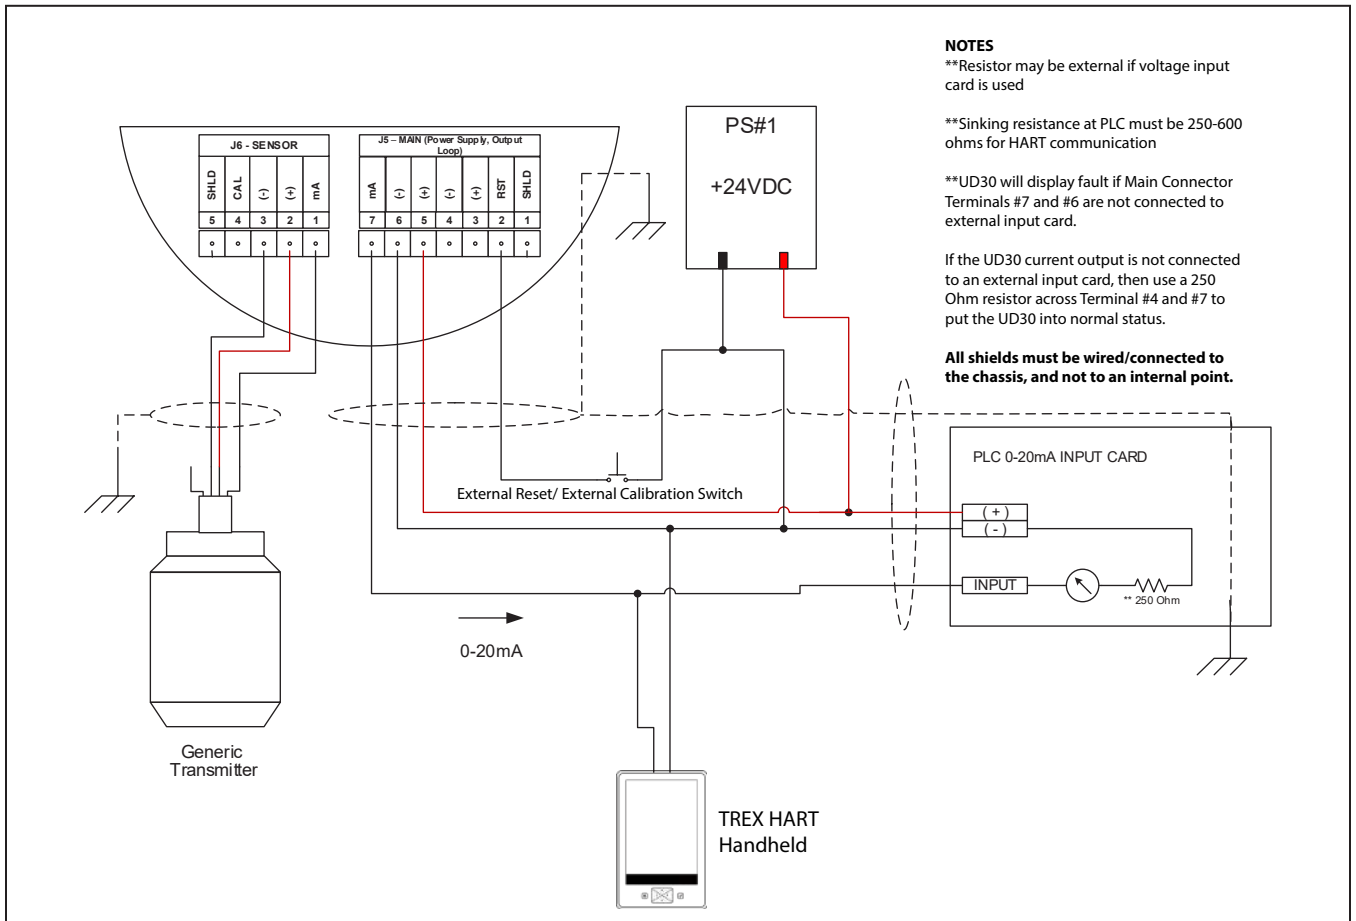 NOTES
**Resistor may be external if voltage input
card is used
**Sinking resistance at PLC must be 250-600
ohms for HART communication
**UD30 will display fault if Main Connector
Terminals #7 and #6 are not connected to
external input card.
If the UD30 current output is not connected
to an external input card, then use a 250
Ohm resistor across Terminal #4 and #7 to
put the UD30 into normal status.
All shields must be wired/connected to
the chassis, and not to an internal point.
J6 - SENSOR
SHLD
CAL
(-)
(+)
mA
5 4 3 2 1
J5 – MAIN (Power Supply, Output
Loop)
mA
(-)
(+)
(-)
(+)
RST
SHLD
7 6 5 4 3 2 1
PS#1
+24VDC
External Reset/ External Calibration Switch
PLC 0-20mA INPUT CARD
( + )
( - )
INPUT
** 250 Ohm
0-20mA
Generic
Transmitter
TREX HART
Handheld